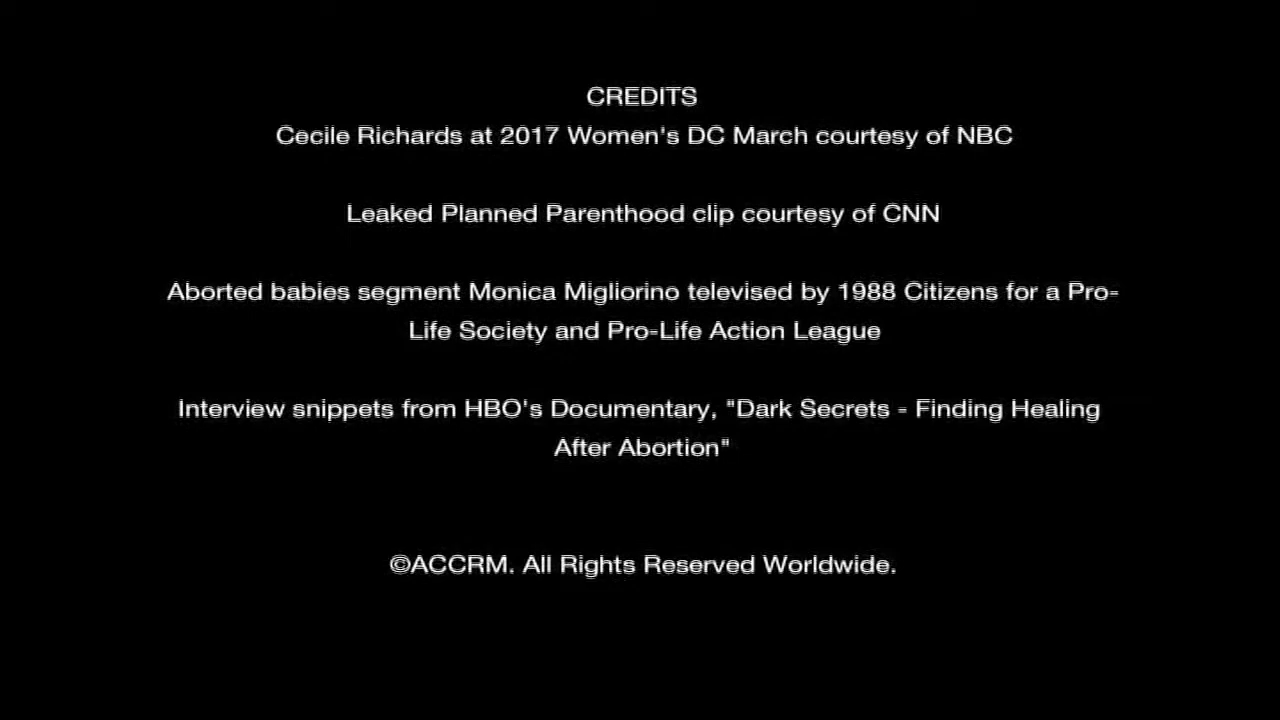 CREDITS
Cecile Richards at 2017 Women's DC March courtesy of NBC
Leaked Planned Parenthood clip courtesy of CNN
Aborted babies segment Monica Migliorino televised by 1988 Citizens for a Pro-
Life Society and Pro-Life Action League
Interview snippets from HBO's Documentary, "Dark Secrets - Finding Healing
After Abortion"
©ACCRM. All Rights Reserved Worldwide.